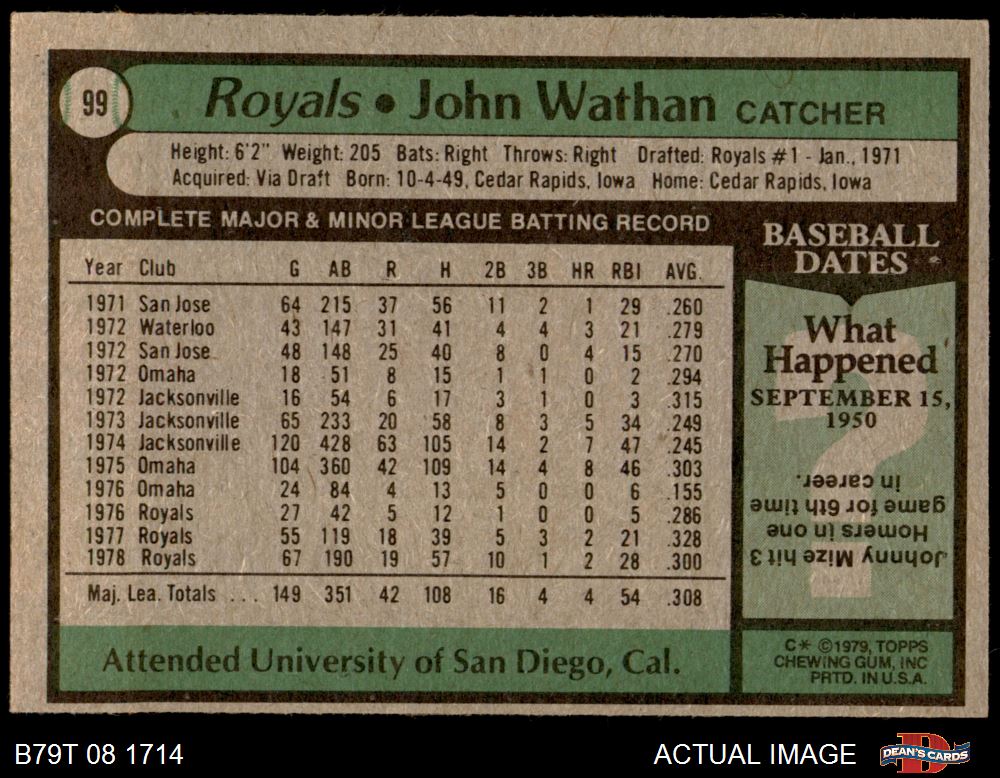 99
Royals • John Wathan CATCHER
Height: 6'2" Weight: 205 Bats: Right Throws: Right Drafted: Royals #1 - Jan., 1971
Acquired: Via Draft Born: 10-4-49, Cedar Rapids, Iowa Home: Cedar Rapids, Iowa
COMPLETE MAJOR & MINOR LEAGUE BATTING RECORD
Year Club G AB R H 2B 3B HR RBI AVG.
1971 San Jose 64 215 37 56 11 2 1 29 .260
1972 Waterloo 43 147 31 41 4 4 3 21 .279
1972 San Jose 48 148 25 40 8 0 4 15 .270
1972 Omaha 18 51 8 15 1 1 0 2 .294
1972 Jacksonville 16 54 6 17 3 1 0 3 .315
1973 Jacksonville 65 233 20 58 8 3 5 34 .249
1974 Jacksonville 120 428 63 105 14 2 7 47 .245
1975 Omaha 104 360 42 109 14 4 8 46 .303
1976 Omaha 24 84 4 13 5 0 0 6 .155
1976 Royals 27 42 5 12 1 0 0 5 .286
1977 Royals 55 119 18 39 5 3 2 21 .328
1978 Royals 67 190 19 57 10 1 2 28 .300
Maj. Lea. Totals ... 149 351 42 108 16 4 4 54 .308
Attended University of San Diego, Cal.
BASEBALL
DATES
What
Happened
SEPTEMBER 15,
1950
?
Johnny Mize hit 3
Homers in one
game for 6th time
in career.
C* ©1979, TOPPS
CHEWING GUM, INC
PRTD. IN U.S.A.
B79T 08 1714
ACTUAL IMAGE
D
DEAN'S CARDS